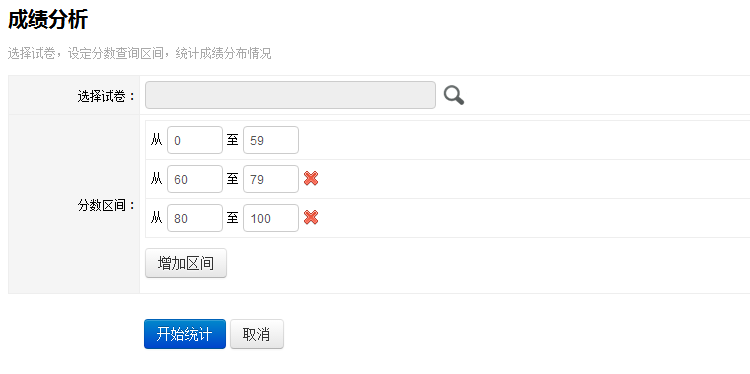 成绩分析
选择试卷，设定分数查询区间，统计成绩分布情况
选择试卷：
分数区间：
从 0 至 59
从 60 至 79
从 80 至 100
增加区间
开始统计 取消